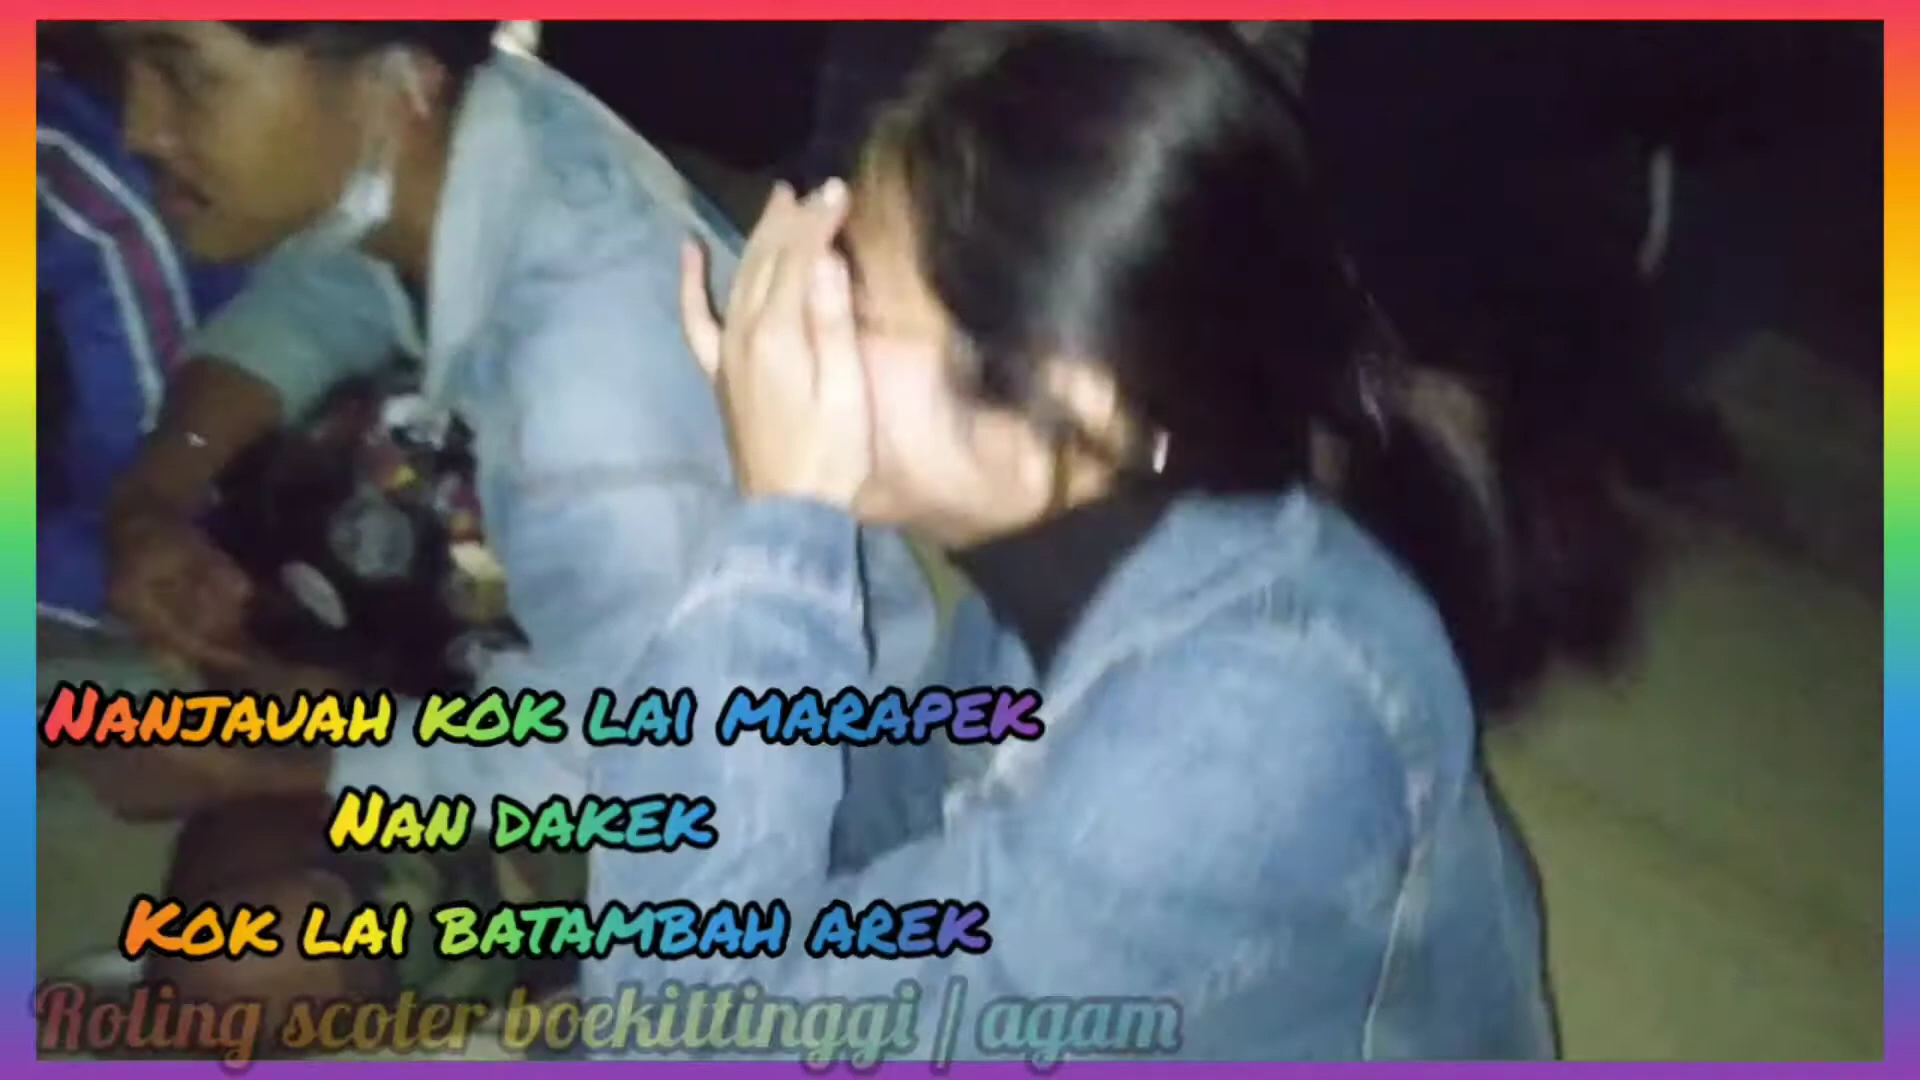 Nanjauah kok lai marapek
Nan dakek
Kok lai batambah arek
Roling scoter boekittinggi / agam